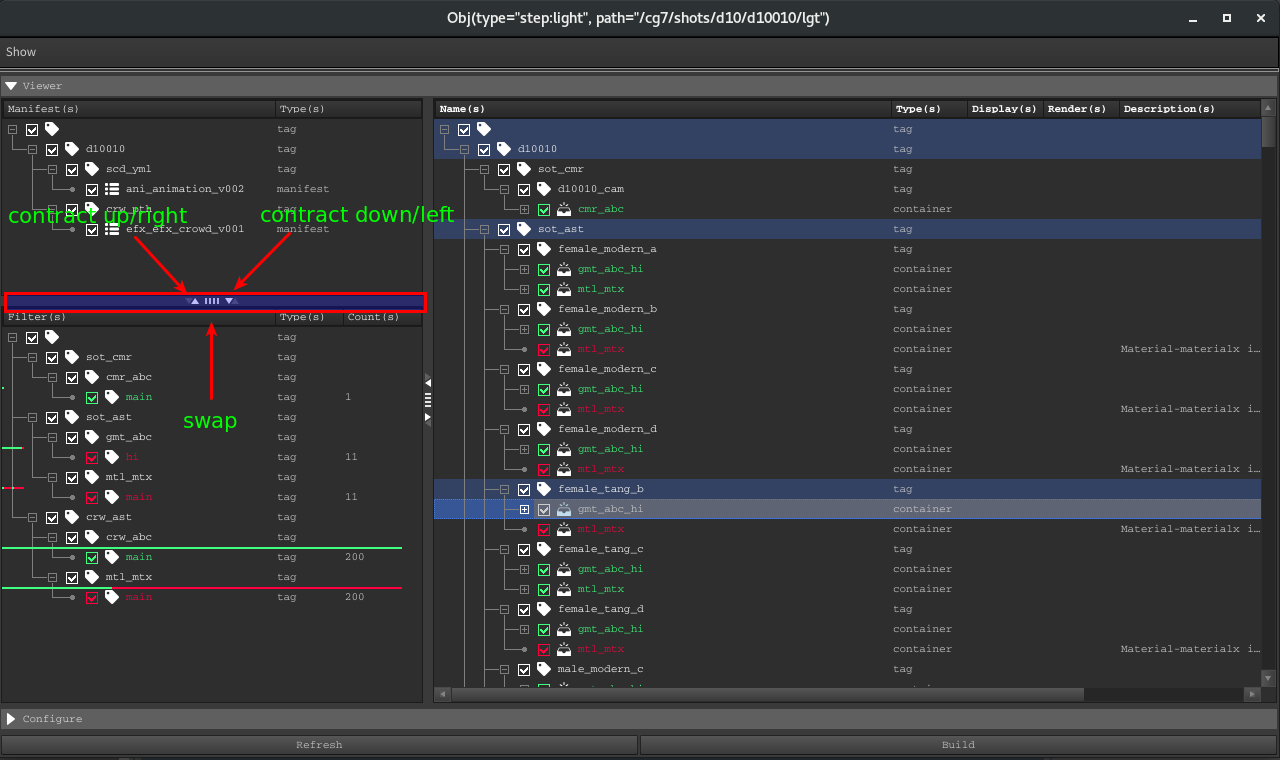 Obj(type="step:light", path="/cg7/shots/d10/d10010/lgt")
Show
Viewer
Manifest(s) Type(s)
tag
d10010 tag
scd_yml tag
ani_animation_v002 manifest
crw_pth tag
contract up/right
contract down/left
efx_efx_crowd_v001 manifest
Filter(s) Type(s) Count(s)
tag
sot_cmr tag
cmr_abc tag
main tag 1
sot_ast tag
swap
gmt_abc tag
hi tag 11
mtl_mtx tag
main tag 11
crw_ast tag
crw_abc tag
main tag 200
mtl_mtx tag
main tag 200
Name(s) Type(s) Display(s) Render(s) Description(s)
tag
d10010 tag
sot_cmr tag
d10010_cam tag
cmr_abc container
sot_ast tag
female_modern_a tag
gmt_abc_hi container
mtl_mtx container
female_modern_b tag
gmt_abc_hi container
mtl_mtx container Material-materialx i…
female_modern_c tag
gmt_abc_hi container
mtl_mtx container Material-materialx i…
female_modern_d tag
gmt_abc_hi container
mtl_mtx container Material-materialx i…
female_tang_b tag
gmt_abc_hi container
mtl_mtx container Material-materialx i…
female_tang_c tag
gmt_abc_hi container
mtl_mtx container
female_tang_d tag
gmt_abc_hi container
mtl_mtx container Material-materialx i…
male_modern_c tag
Configure
Refresh Build